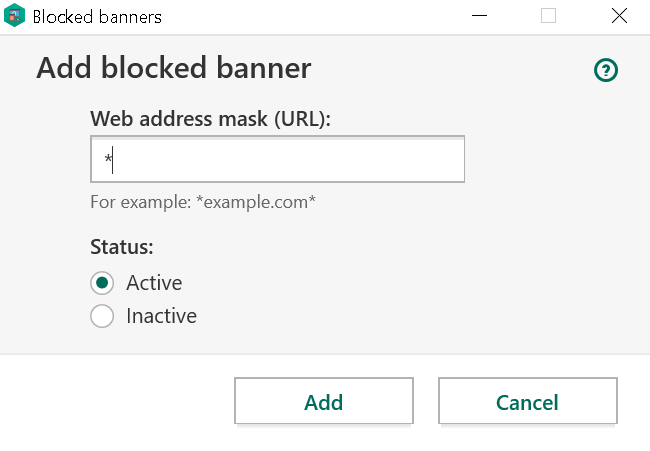 Blocked banners
Add blocked banner
Web address mask (URL):
*
For example: *example.com*
Status:
Active
Inactive
Add
Cancel